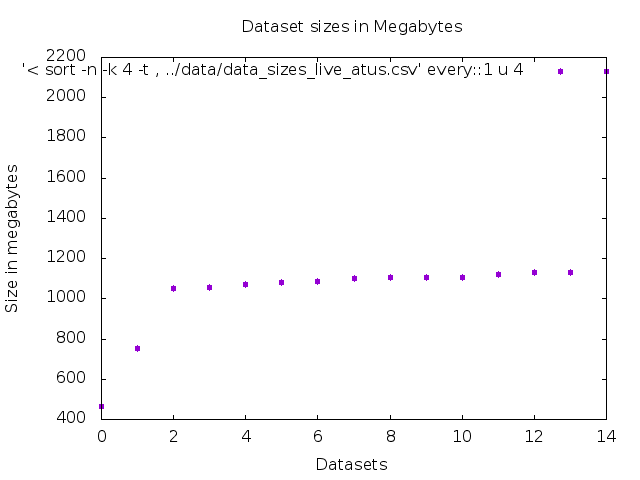 Dataset sizes in Megabytes
2200
'< sort -n -k 4 -t , ../data/data_sizes_live_atus.csv' every::1 u 4
2000
1800
1600
1400
1200
1000
800
600
400
Size in megabytes
0 2 4 6 8 10 12 14
Datasets